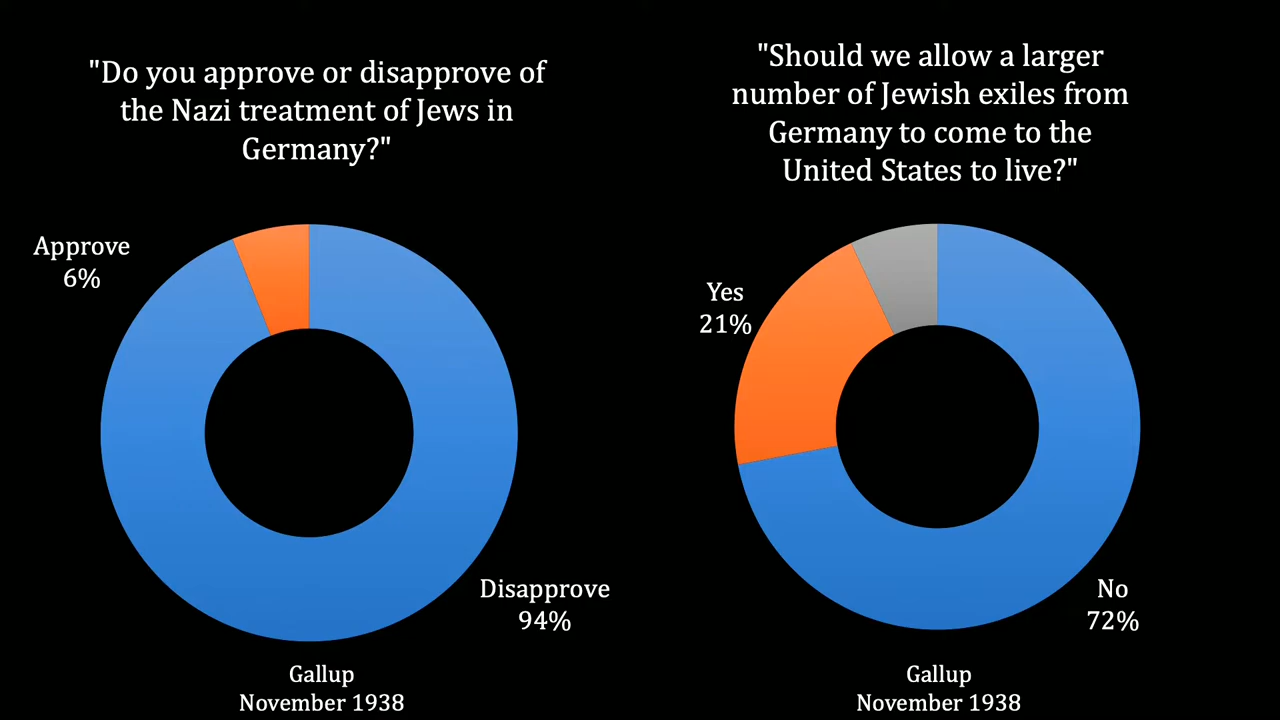 "Do you approve or disapprove of
the Nazi treatment of Jews in
Germany?"
Approve
6%
Disapprove
94%
Gallup
November 1938
"Should we allow a larger
number of Jewish exiles from
Germany to come to the
United States to live?"
Yes
21%
No
72%
Gallup
November 1938